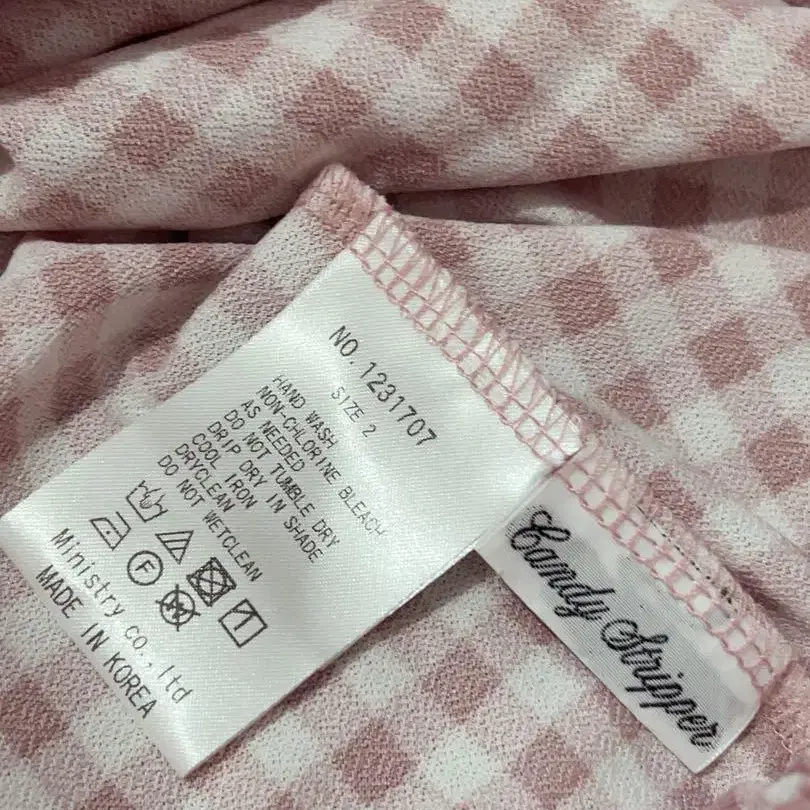 NO. 1231707
SIZE 2
HAND WASH
NON-CHLORINE BLEACH
AS NEEDED
DO NOT TUMBLE DRY
DRIP DRY IN SHADE
COOL IRON
DRYCLEAN
DO NOT WETCLEAN
F
W
Ministry co., ltd
MADE IN KOREA
Candy Stripper